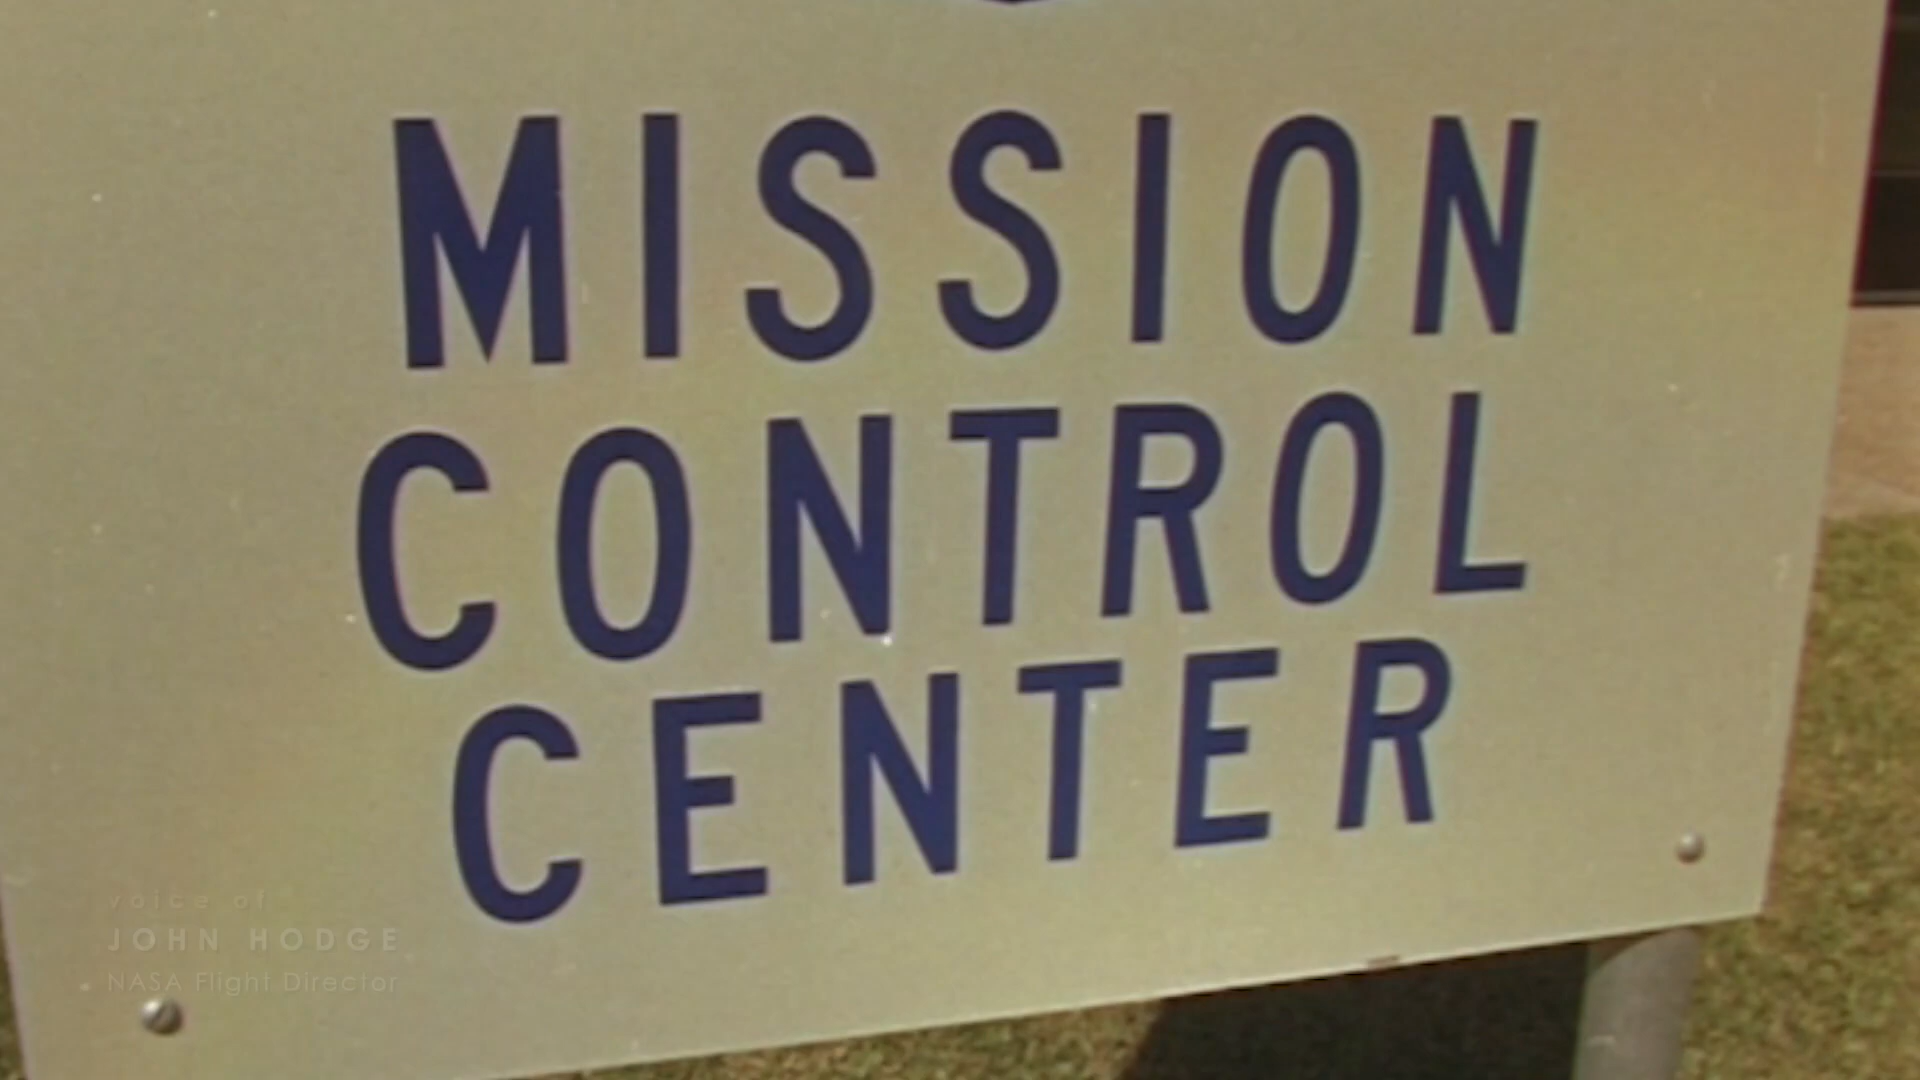 MISSION
CONTROL
CENTER
voice of
JOHN HODGE
NASA Flight Director